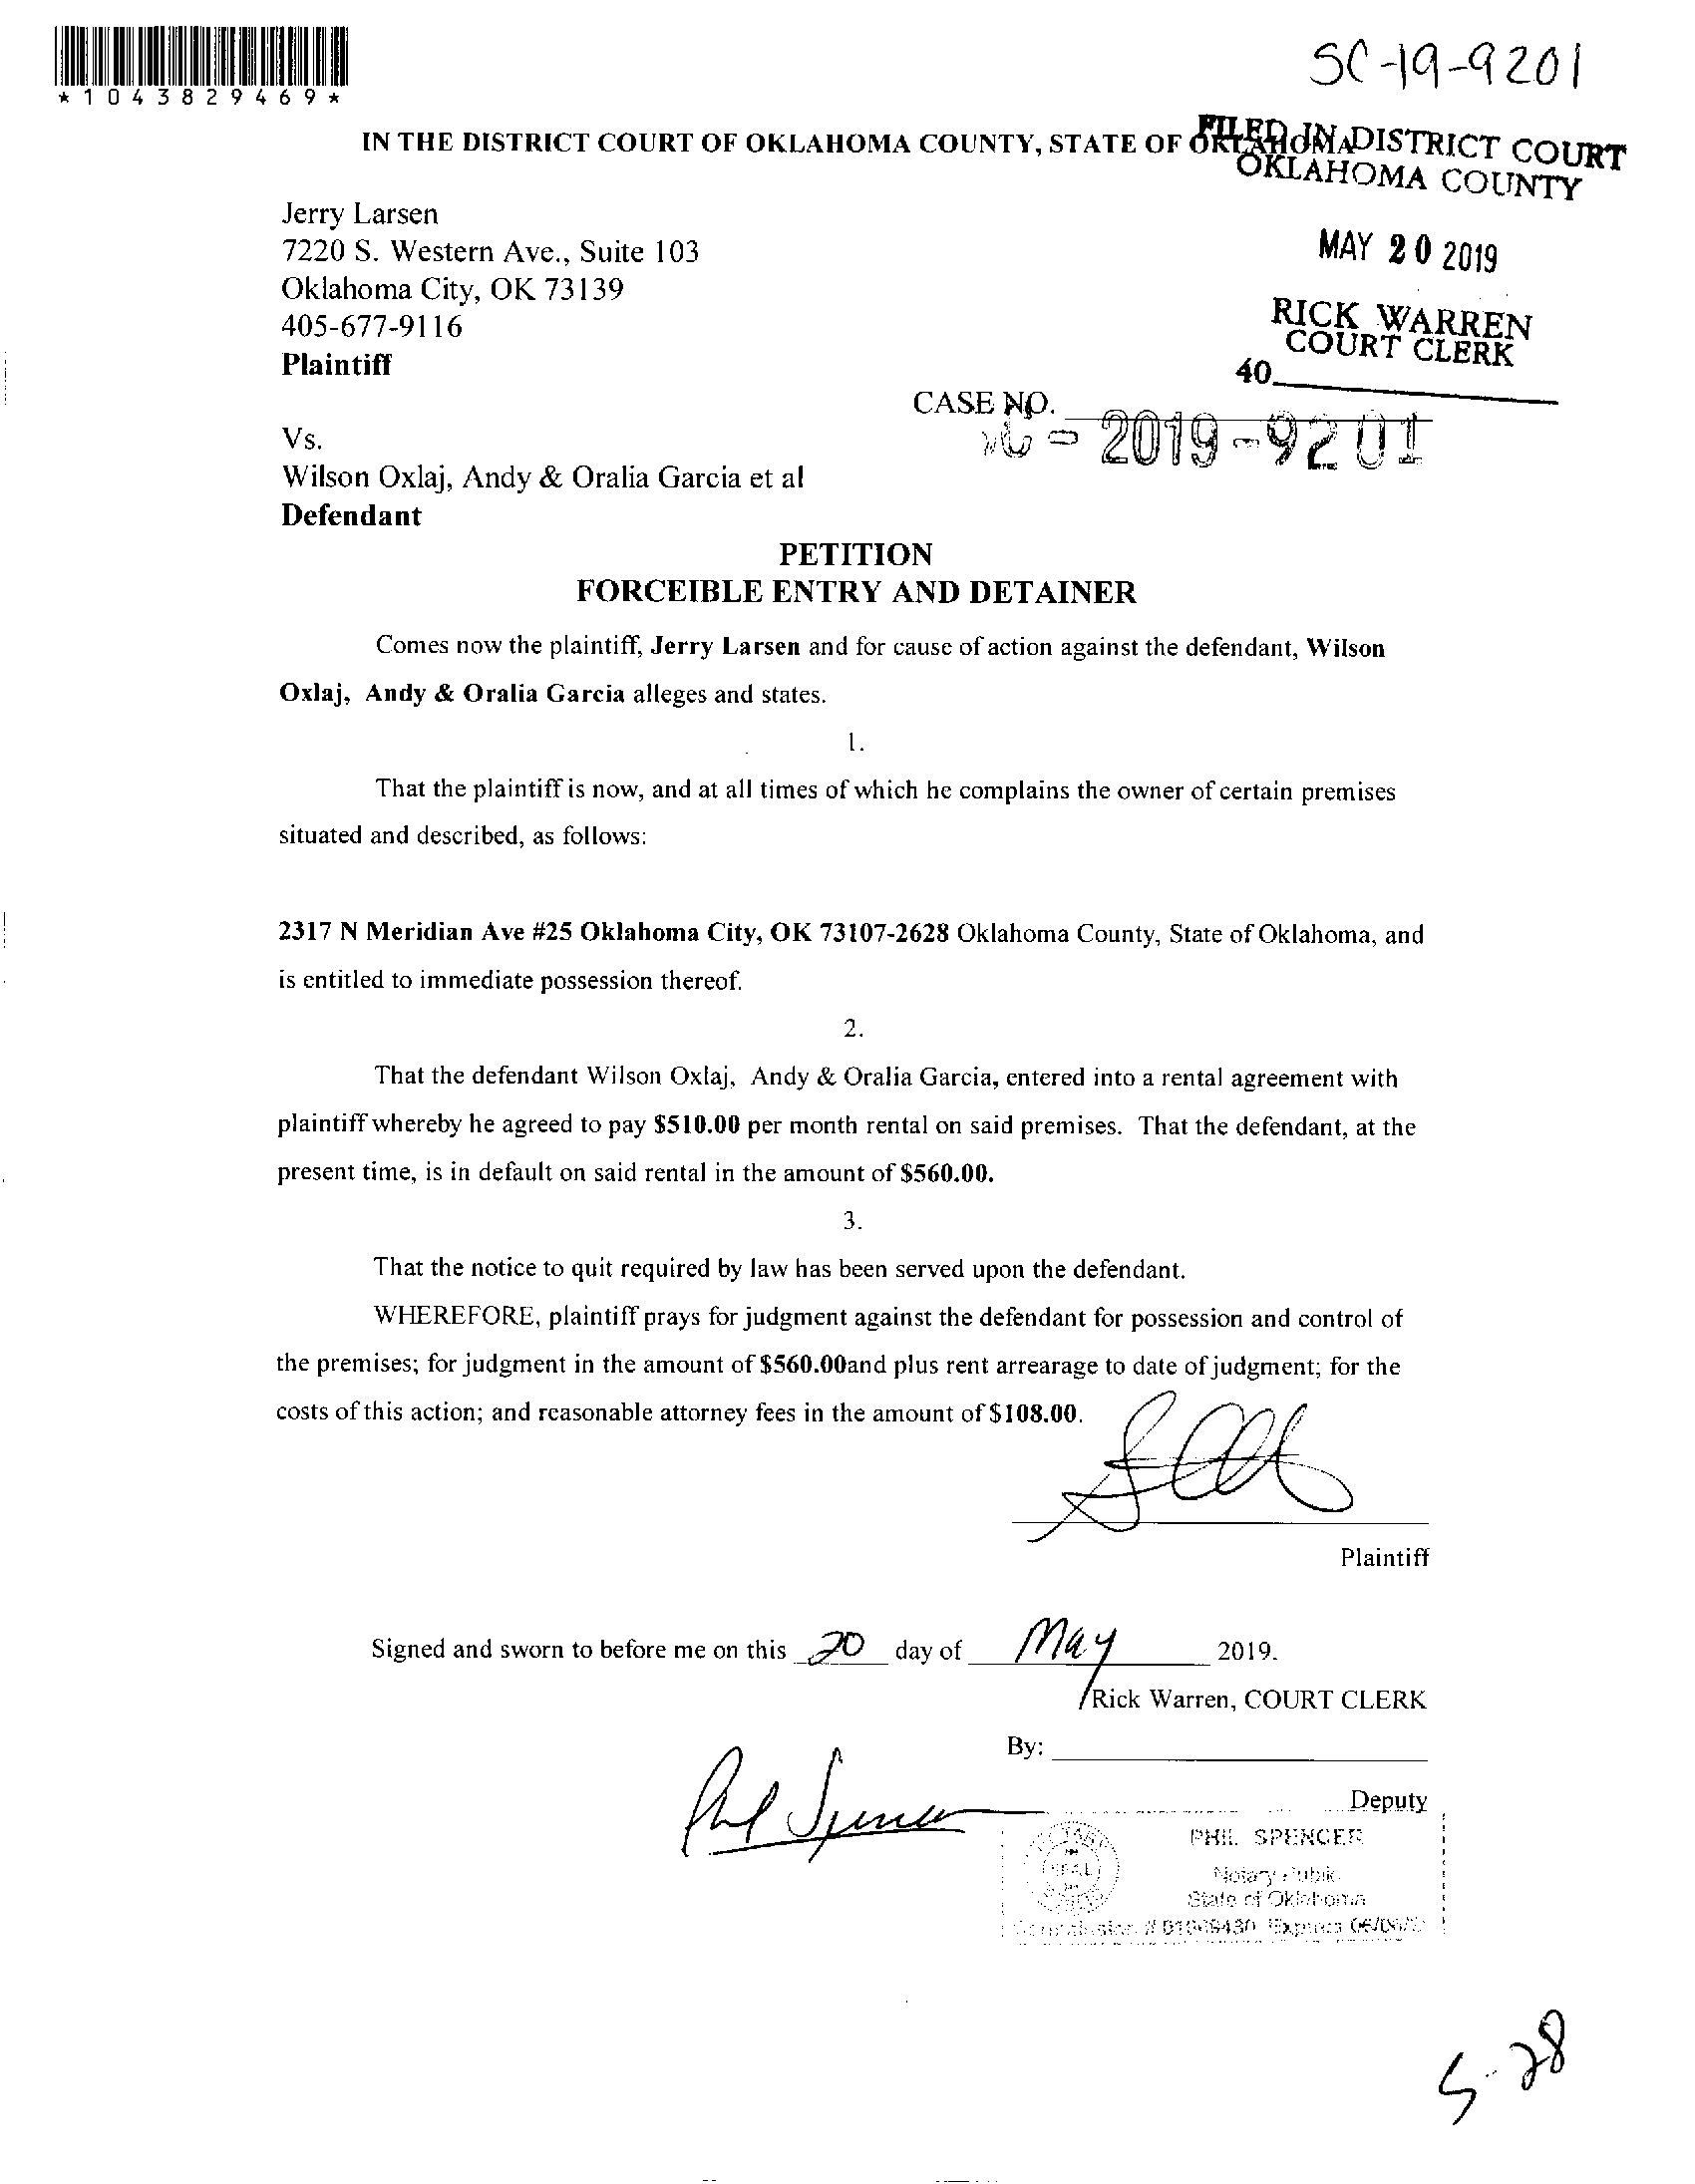 *1043829469*
SC-19-9201
IN THE DISTRICT COURT OF OKLAHOMA COUNTY, STATE OF OKLAHOMA
FILED IN DISTRICT COURT
OKLAHOMA COUNTY
MAY 20 2019
RICK WARREN
COURT CLERK
40
Jerry Larsen
7220 S. Western Ave., Suite 103
Oklahoma City, OK 73139
405-677-9116
Plaintiff
CASE NO.
- 2019-9201
Vs.
Wilson Oxlaj, Andy & Oralia Garcia et al
Defendant
PETITION
FORCEIBLE ENTRY AND DETAINER
Comes now the plaintiff, Jerry Larsen and for cause of action against the defendant, Wilson
Oxlaj, Andy & Oralia Garcia alleges and states.
1.
That the plaintiff is now, and at all times of which he complains the owner of certain premises
situated and described, as follows:
2317 N Meridian Ave #25 Oklahoma City, OK 73107-2628 Oklahoma County, State of Oklahoma, and
is entitled to immediate possession thereof.
2.
That the defendant Wilson Oxlaj, Andy & Oralia Garcia, entered into a rental agreement with
plaintiff whereby he agreed to pay $510.00 per month rental on said premises. That the defendant, at the
present time, is in default on said rental in the amount of $560.00.
3.
That the notice to quit required by law has been served upon the defendant.
WHEREFORE, plaintiff prays for judgment against the defendant for possession and control of
the premises; for judgment in the amount of $560.00and plus rent arrearage to date of judgment; for the
costs of this action; and reasonable attorney fees in the amount of $108.00.
Plaintiff
Signed and sworn to before me on this 20 day of May 2019.
Rick Warren, COURT CLERK
By:
Deputy
Phil Spencer
PHIL SPENCER
Notary Public
State of Oklahoma
Expires
5-28